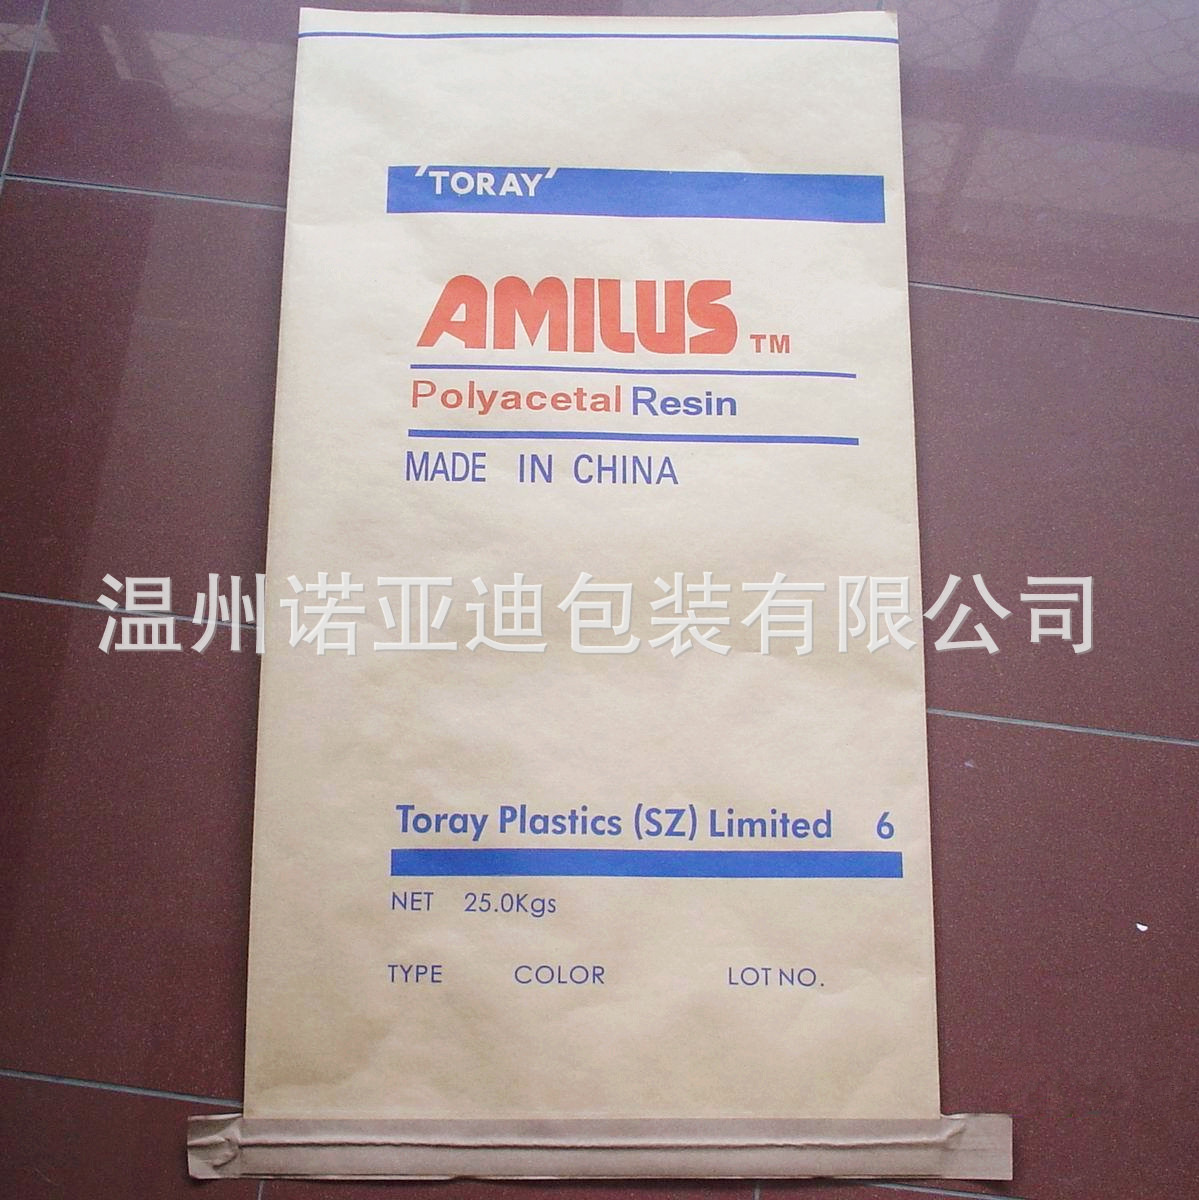 'TORAY'
AMILUS TM
Polyacetal Resin
MADE IN CHINA
温州诺亚迪包装有限公司
Toray Plastics (SZ) Limited 6
NET 25.0Kgs
TYPE COLOR LOT NO.